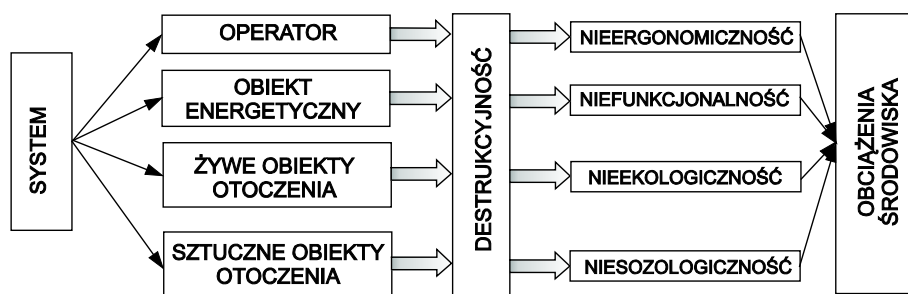 SYSTEM
OPERATOR
OBIEKT
ENERGETYCZNY
ŻYWE OBIEKTY
OTOCZENIA
SZTUCZNE OBIEKTY
OTOCZENIA
DESTRUKCYJNOŚĆ
NIEERGONOMICZNOŚĆ
NIEFUNKCJONALNOŚĆ
NIEEKOLOGICZNOŚĆ
NIESOZOLOGICZNOŚĆ
OBCIĄŻENIA
ŚRODOWISKA